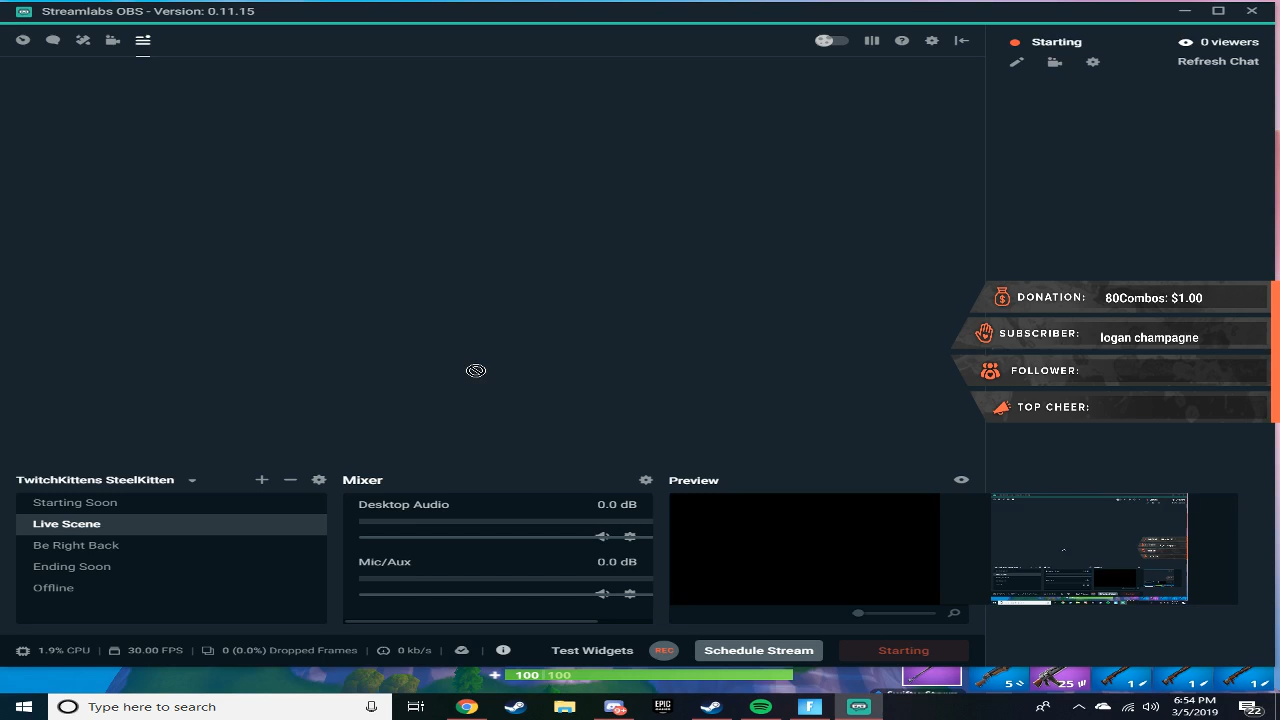 Streamlabs OBS - Version: 0.11.15
Starting
0 viewers
Refresh Chat
DONATION: 80Combos: $1.00
SUBSCRIBER: logan champagne
FOLLOWER:
TOP CHEER:
TwitchKittens SteelKitten
Starting Soon
Live Scene
Be Right Back
Ending Soon
Offline
Mixer
Desktop Audio 0.0 dB
Mic/Aux 0.0 dB
Preview
1.9% CPU
30.00 FPS
0 (0.0%) Dropped Frames
0 kb/s
Test Widgets
REC
Schedule Stream
Starting
100 100
5
25
1
1
1
Type here to search
EPIC
6:54 PM
3/5/2019
22